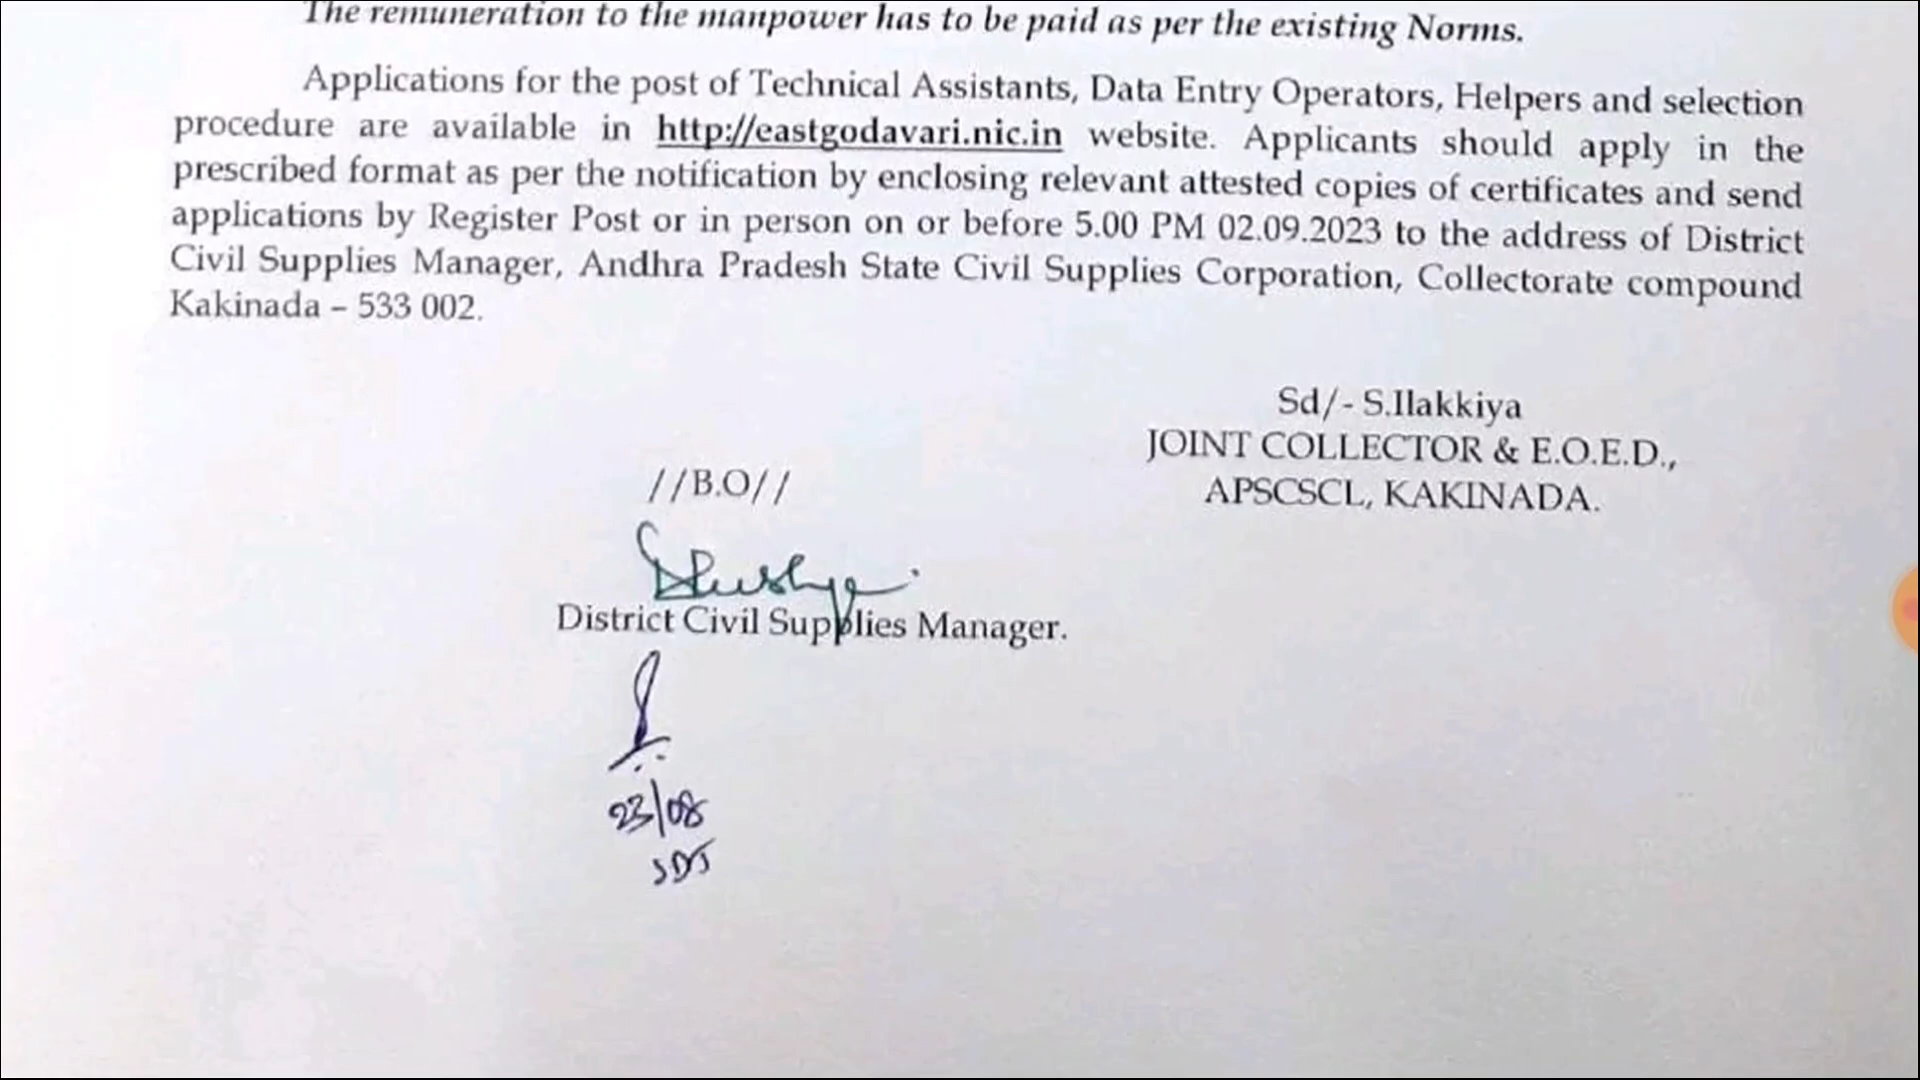 The remuneration to the manpower has to be paid as per the existing Norms.
Applications for the post of Technical Assistants, Data Entry Operators, Helpers and selection
procedure are available in http://eastgodavari.nic.in website. Applicants should apply in the
prescribed format as per the notification by enclosing relevant attested copies of certificates and send
applications by Register Post or in person on or before 5.00 PM 02.09.2023 to the address of District
Civil Supplies Manager, Andhra Pradesh State Civil Supplies Corporation, Collectorate compound
Kakinada – 533 002.
Sd/- S.Ilakkiya
JOINT COLLECTOR & E.O.E.D.,
APSCSCL, KAKINADA.
//B.O//
District Civil Supplies Manager.
23/08